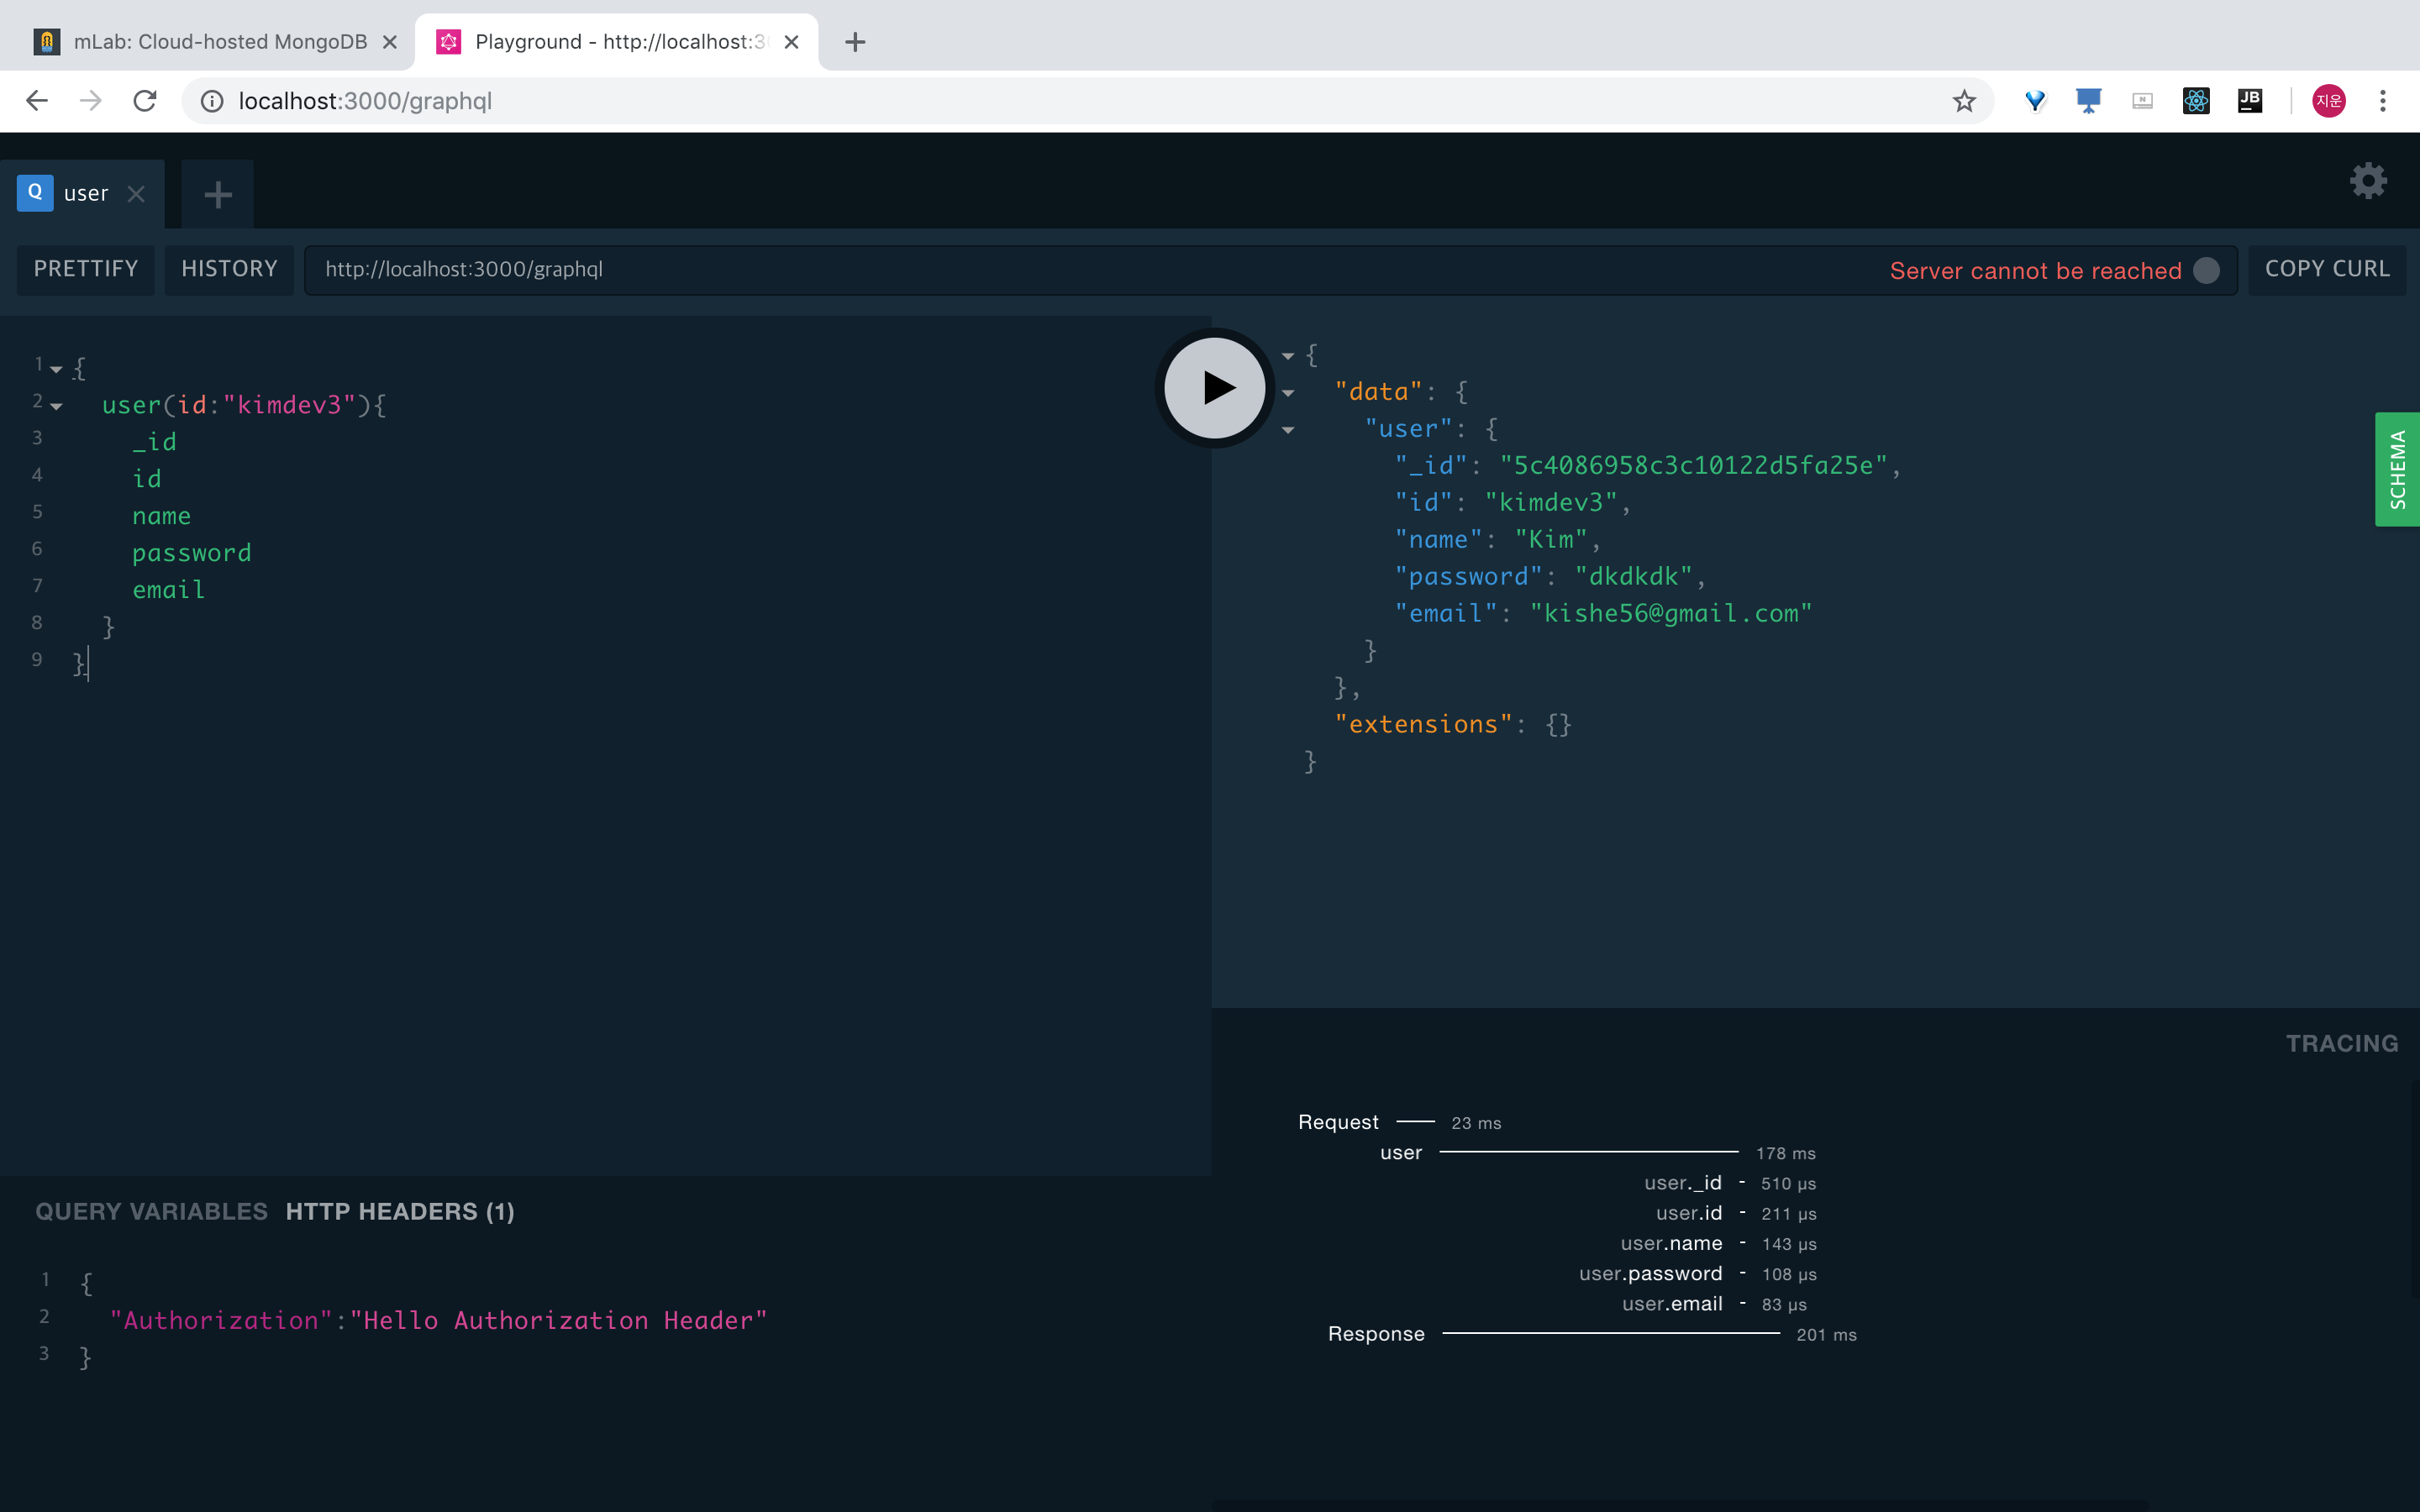 mLab: Cloud-hosted MongoDB
Playground - http://localhost:3
localhost:3000/graphql
JB
지운
Q user
PRETTIFY HISTORY http://localhost:3000/graphql Server cannot be reached COPY CURL
1 {
2 user(id:"kimdev3"){
3 _id
4 id
5 name
6 password
7 email
8 }
9 }
{
"data": {
"user": {
"_id": "5c4086958c3c10122d5fa25e",
"id": "kimdev3",
"name": "Kim",
"password": "dkdkdk",
"email": "kishe56@gmail.com"
}
},
"extensions": {}
}
SCHEMA
QUERY VARIABLES HTTP HEADERS (1)
1 {
2 "Authorization":"Hello Authorization Header"
3 }
TRACING
Request 23 ms
user 178 ms
user._id - 510 µs
user.id - 211 µs
user.name - 143 µs
user.password - 108 µs
user.email - 83 µs
Response 201 ms